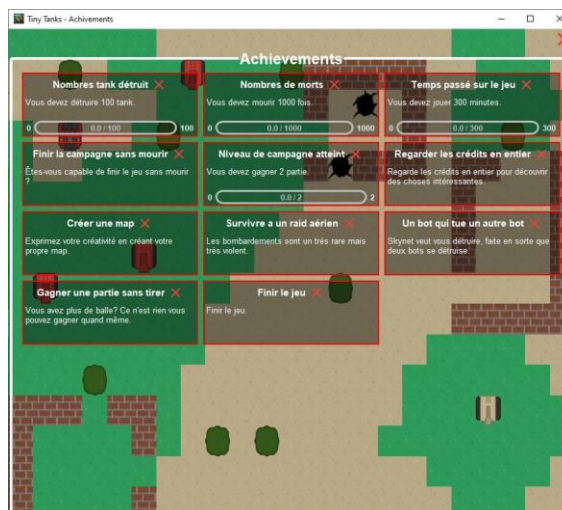 Tiny Tanks - Achivements
Achievements
Nombres tank détruit
Vous devez détruire 100 tank.
0 0.0 / 100 100
Nombres de morts
Vous devez mourir 1000 fois.
0 0.0 / 1000 1000
Temps passé sur le jeu
Vous devez jouer 300 minutes.
0 0.0 / 300 300
Finir la campagne sans mourir
Êtes-vous capable de finir le jeu sans mourir
?
Niveau de campagne atteint
Vous devez gagner 2 partie.
0 0.0 / 2 2
Regarder les crédits en entier
Regarde les crédits en entier pour découvrir
des choses intéressantes.
Créer une map
Exprimez votre créativité en créant votre
propre map.
Survivre a un raid aérien
Les bombardements sont un trés rare mais
trés violent.
Un bot qui tue un autre bot
Skynet veut vous détruire, faite en sorte que
deux bots se détruise.
Gagner une partie sans tirer
Vous avez plus de balle? Ce n'est rien vous
pouvez gagner quand même.
Finir le jeu
Finir le jeu.